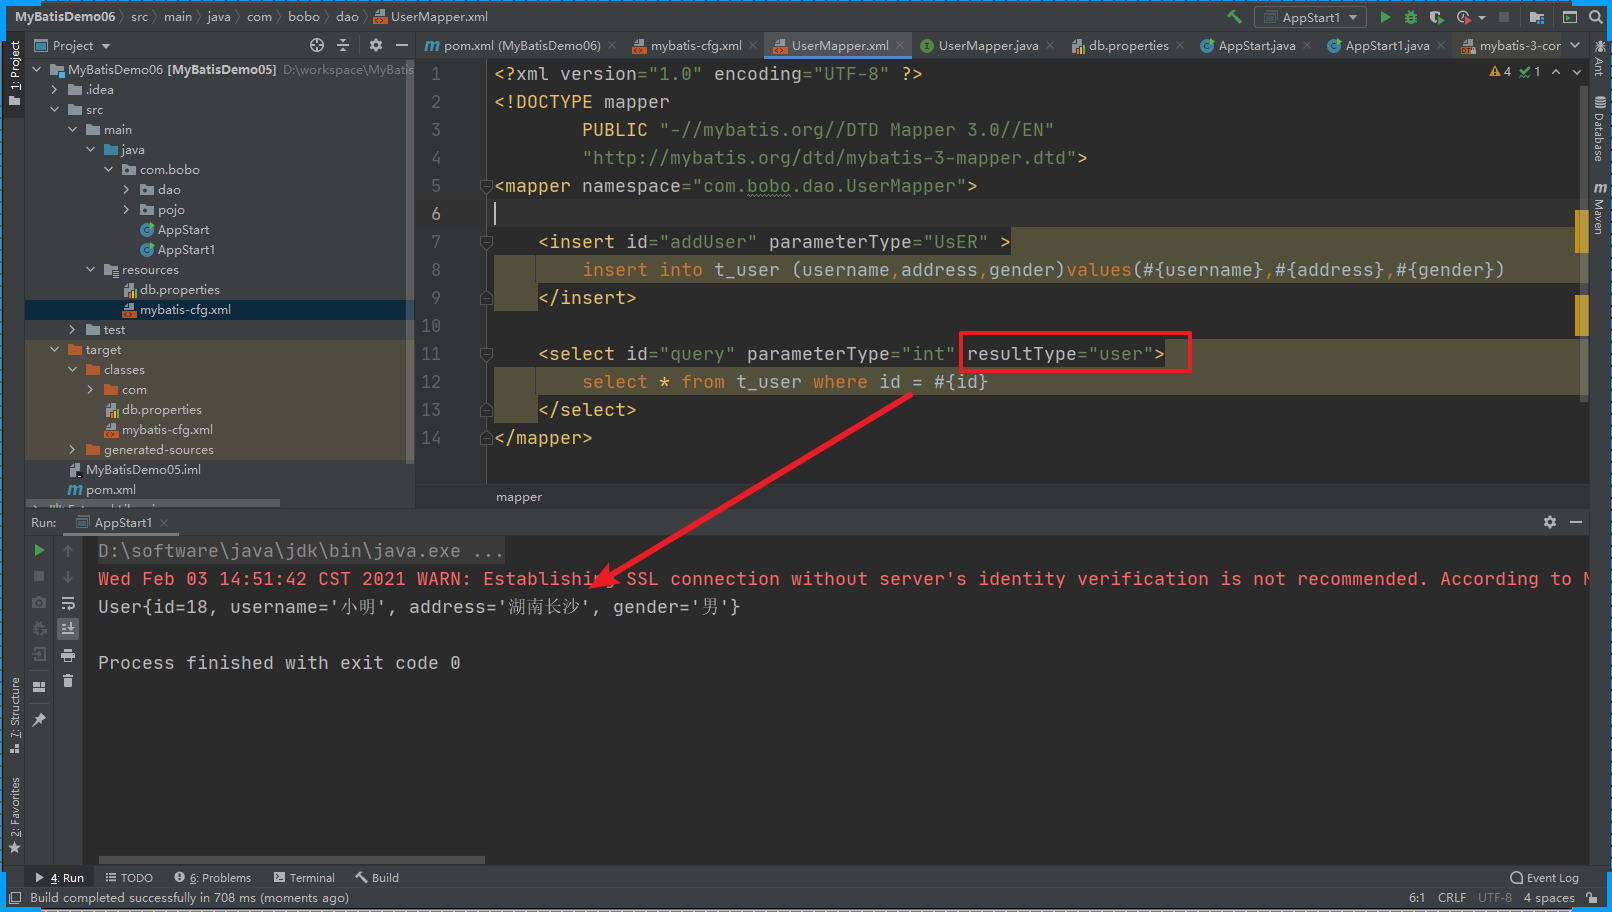 MyBatisDemo06 src main java com bobo dao UserMapper.xml
AppStart1
Project
pom.xml (MyBatisDemo06)
mybatis-cfg.xml
UserMapper.xml
UserMapper.java
db.properties
AppStart.java
AppStart1.java
mybatis-3-cor
1: Project
MyBatisDemo06 [MyBatisDemo05] D:\workspace\MyBatis
.idea
src
main
java
com.bobo
dao
pojo
AppStart
AppStart1
resources
db.properties
mybatis-cfg.xml
test
target
classes
com
db.properties
mybatis-cfg.xml
generated-sources
MyBatisDemo05.iml
pom.xml
4 1
1 <?xml version="1.0" encoding="UTF-8" ?>
2 <!DOCTYPE mapper
3 PUBLIC "-//mybatis.org//DTD Mapper 3.0//EN"
4 "http://mybatis.org/dtd/mybatis-3-mapper.dtd">
5 <mapper namespace="com.bobo.dao.UserMapper">
6
7 <insert id="addUser" parameterType="UsER" >
8 insert into t_user (username,address,gender)values(#{username},#{address},#{gender})
9 </insert>
10
11 <select id="query" parameterType="int" resultType="user">
12 select * from t_user where id = #{id}
13 </select>
14 </mapper>
mapper
Ant
Database
Maven
Run: AppStart1
D:\software\java\jdk\bin\java.exe ...
Wed Feb 03 14:51:42 CST 2021 WARN: Establishing SSL connection without server's identity verification is not recommended. According to M
User{id=18, username='小明', address='湖南长沙', gender='男'}
Process finished with exit code 0
7: Structure
2: Favorites
4: Run TODO 6: Problems Terminal Build Event Log
Build completed successfully in 708 ms (moments ago) 6:1 CRLF UTF-8 4 spaces